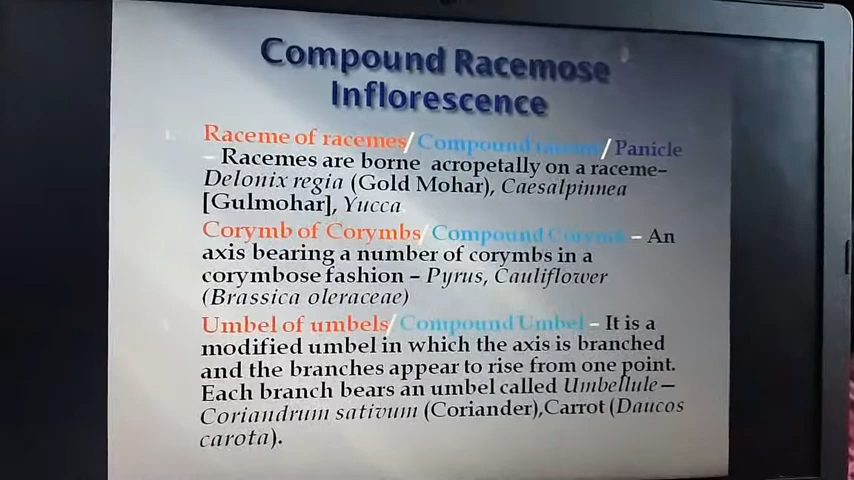 Compound Racemose
Inflorescence
Raceme of racemes/Compound raceme/Panicle
– Racemes are borne acropetally on a raceme–
Delonix regia (Gold Mohar), Caesalpinnea
[Gulmohar], Yucca
Corymb of Corymbs/Compound Corymb – An
axis bearing a number of corymbs in a
corymbose fashion – Pyrus, Cauliflower
(Brassica oleraceae)
Umbel of umbels/Compound Umbel – It is a
modified umbel in which the axis is branched
and the branches appear to rise from one point.
Each branch bears an umbel called Umbellule—
Coriandrum sativum (Coriander),Carrot (Daucos
carota).